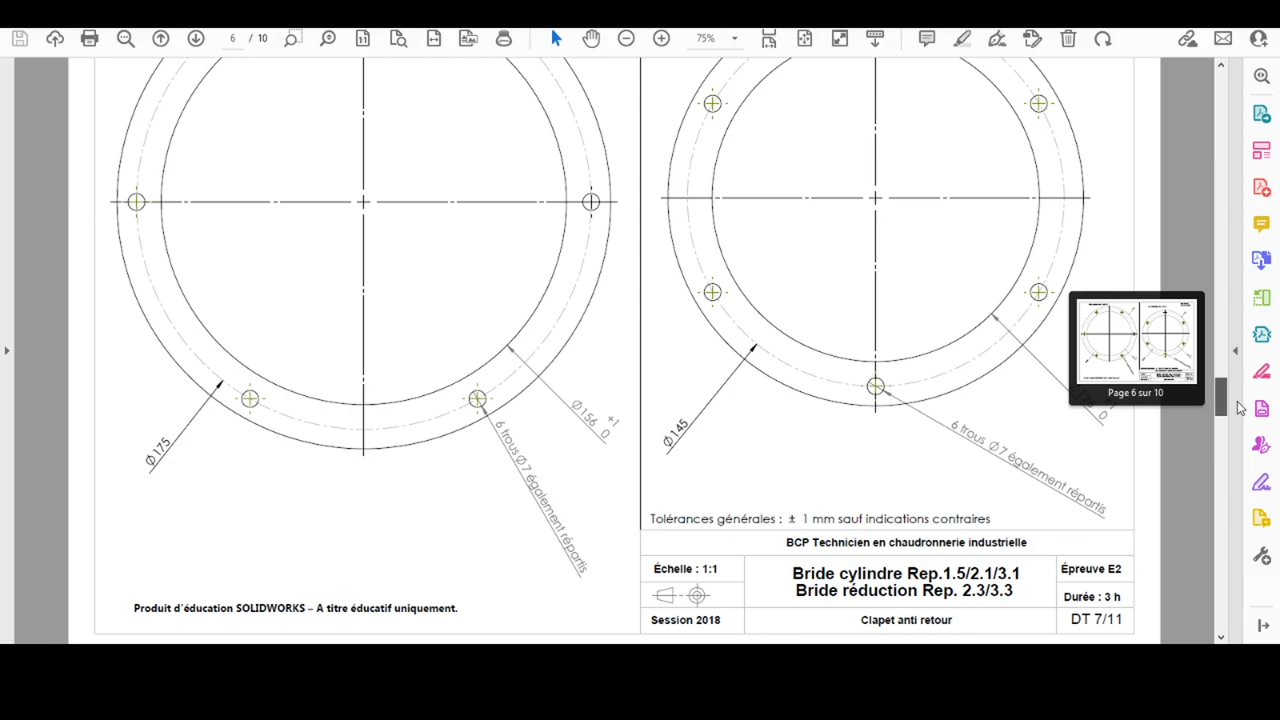 6 / 10
75%
Ø175
Ø156 +1 0
6 trous Ø7 également répartis
Ø145
6 trous Ø7 également répartis
Page 6 sur 10
Tolérances générales : ± 1 mm sauf indications contraires
BCP Technicien en chaudronnerie industrielle
Échelle : 1:1
Bride cylindre Rep.1.5/2.1/3.1
Bride réduction Rep. 2.3/3.3
Épreuve E2
Durée : 3 h
Session 2018
Clapet anti retour
DT 7/11
Produit d'éducation SOLIDWORKS – A titre éducatif uniquement.